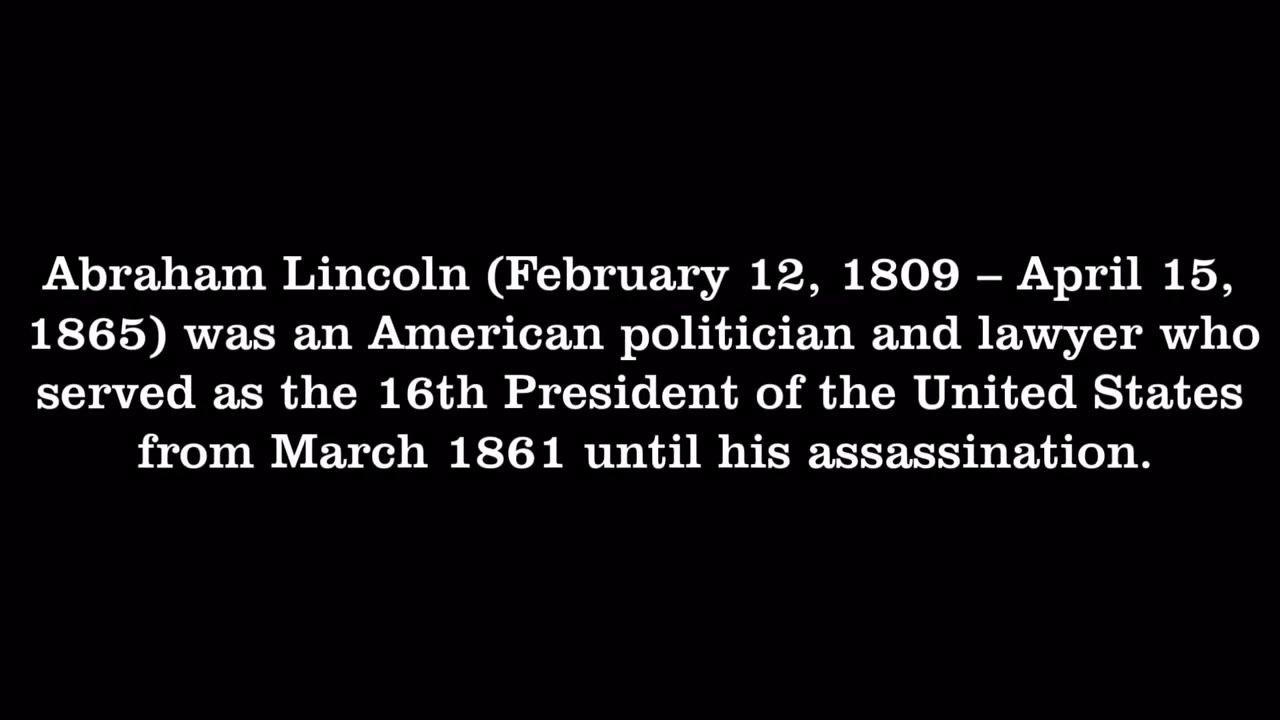 Abraham Lincoln (February 12, 1809 – April 15,
1865) was an American politician and lawyer who
served as the 16th President of the United States
from March 1861 until his assassination.